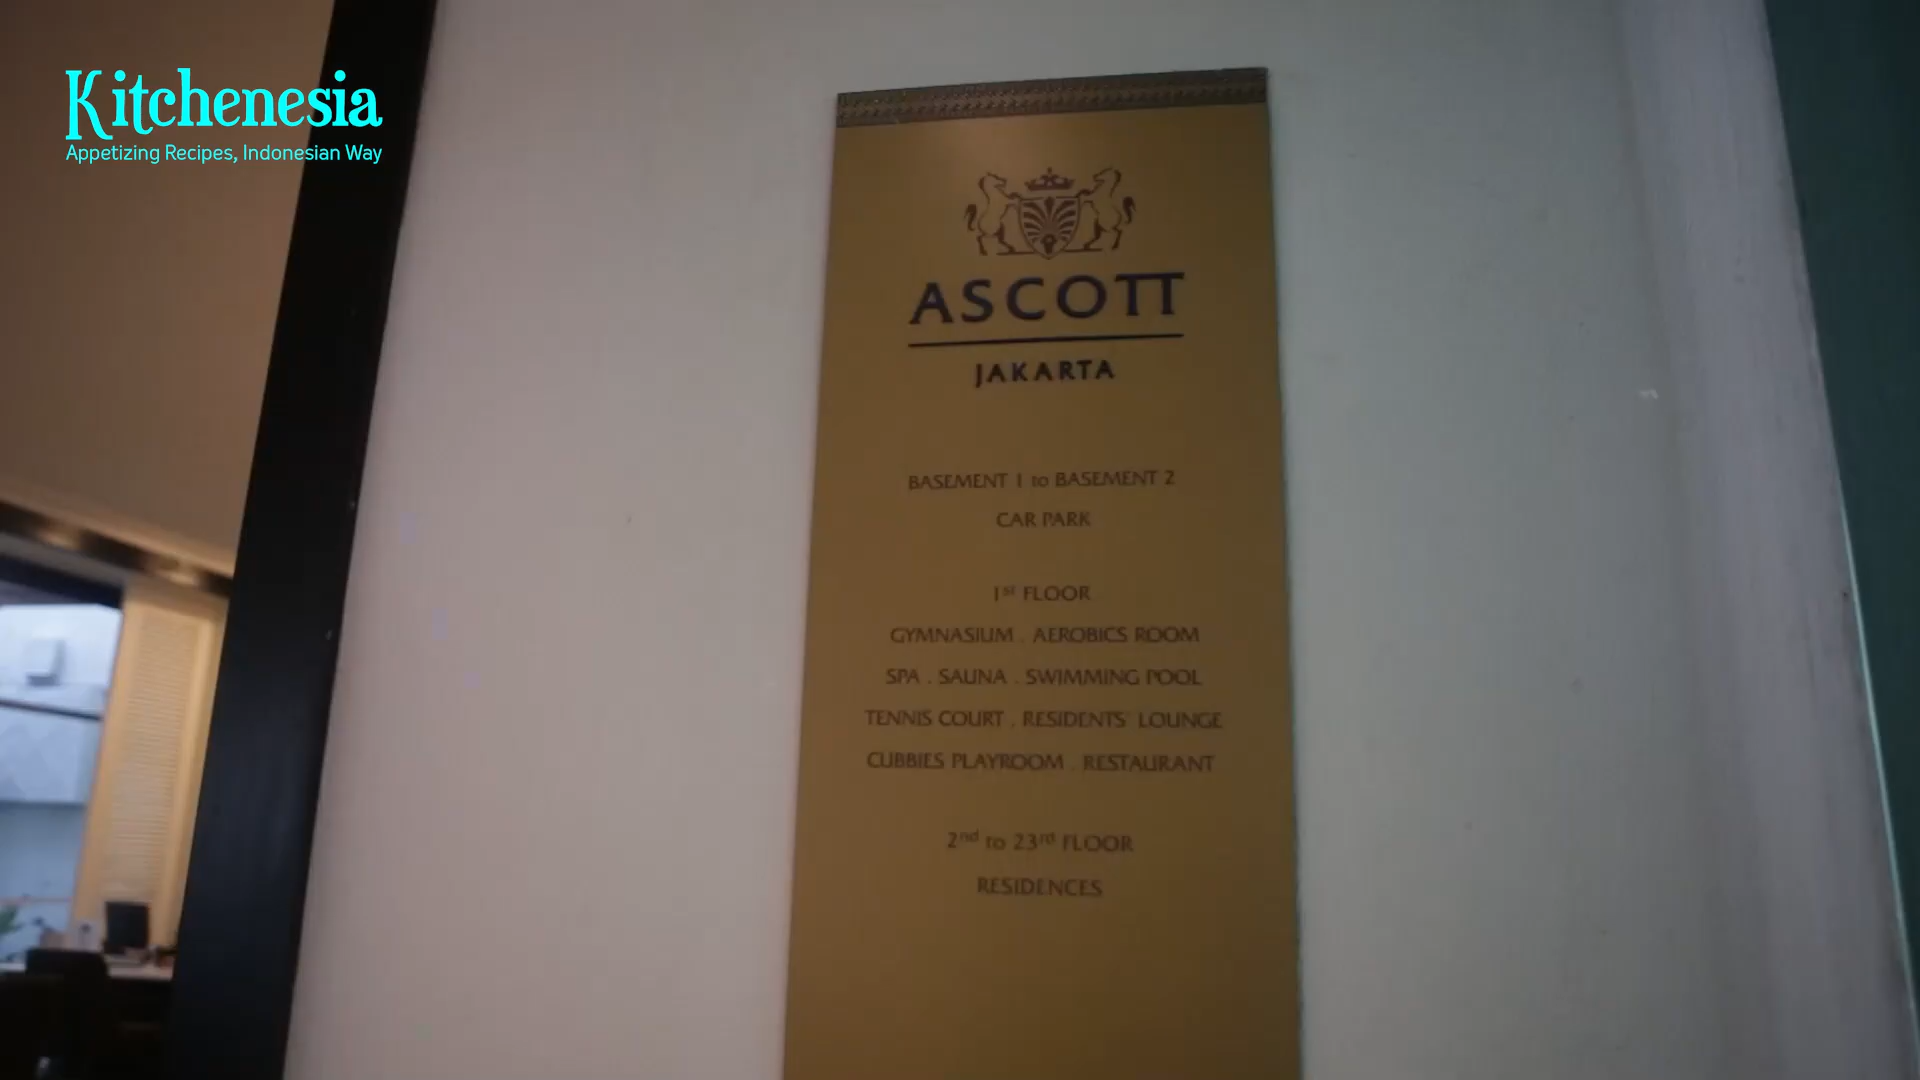 Kitchenesia
Appetizing Recipes, Indonesian Way
ASCOTT
JAKARTA
BASEMENT 1 to BASEMENT 2
CAR PARK
1st FLOOR
GYMNASIUM . AEROBICS ROOM
SPA . SAUNA . SWIMMING POOL
TENNIS COURT . RESIDENTS' LOUNGE
CUBBIES PLAYROOM . RESTAURANT
2nd to 23rd FLOOR
RESIDENCES